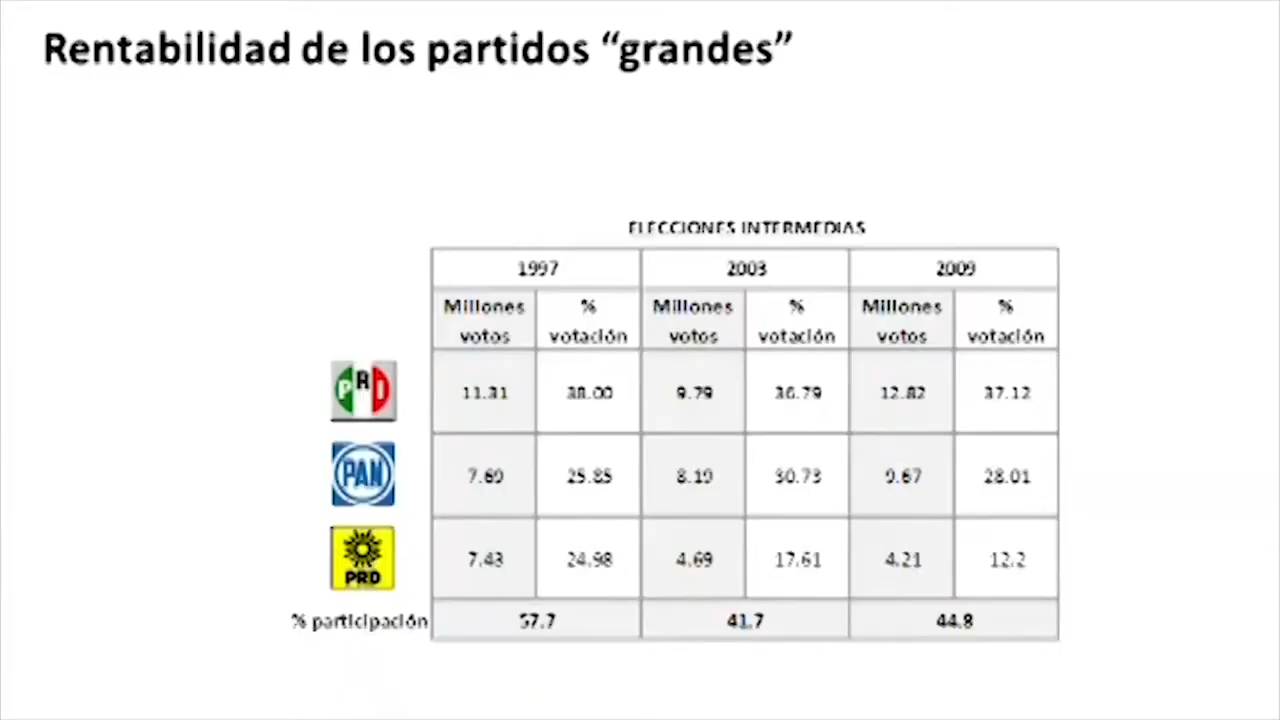 Rentabilidad de los partidos “grandes”
ELECCIONES INTERMEDIAS
1997 2003 2009
Millones votos % votación Millones votos % votación Millones votos % votación
PRI 11.31 38.00 9.79 36.79 12.82 37.12
PAN 7.69 25.85 8.19 30.73 9.67 28.01
PRD 7.43 24.98 4.69 17.61 4.21 12.2
% participación 57.7 41.7 44.8